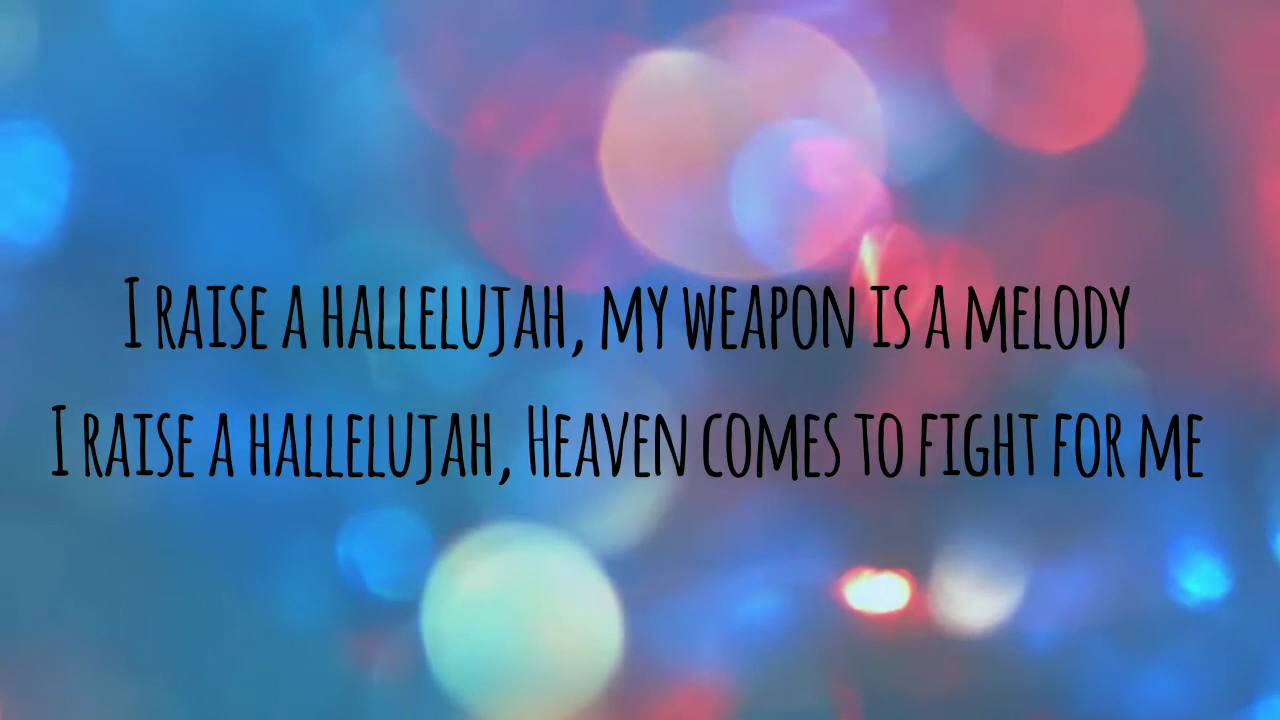 I raise a hallelujah, my weapon is a melody
I raise a hallelujah, Heaven comes to fight for me